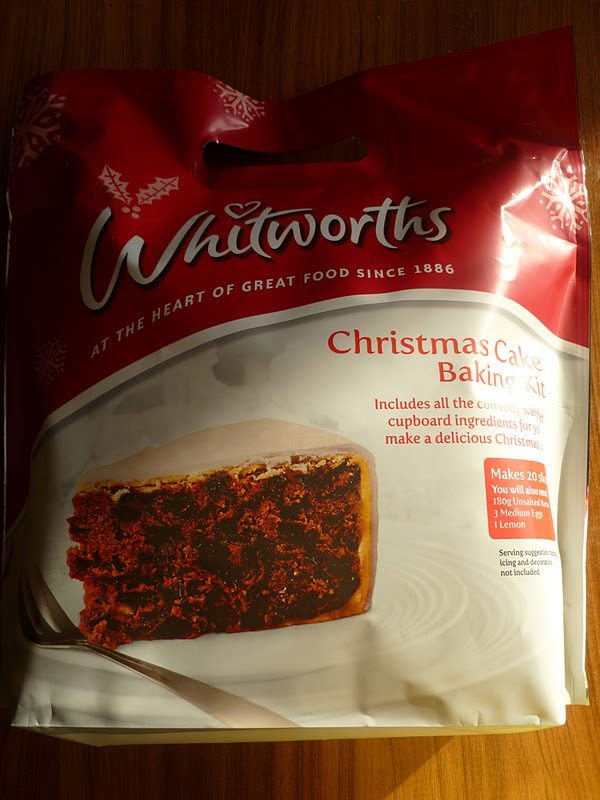 Whitworths
AT THE HEART OF GREAT FOOD SINCE 1886
Christmas Cake
Baking Kit
Includes all the correctly
cupboard ingredients for
make a delicious Christmas
Makes 20
You will also need
180g Unsalted
3 Medium Eggs
1 Lemon
Serving suggestion
icing and
not included